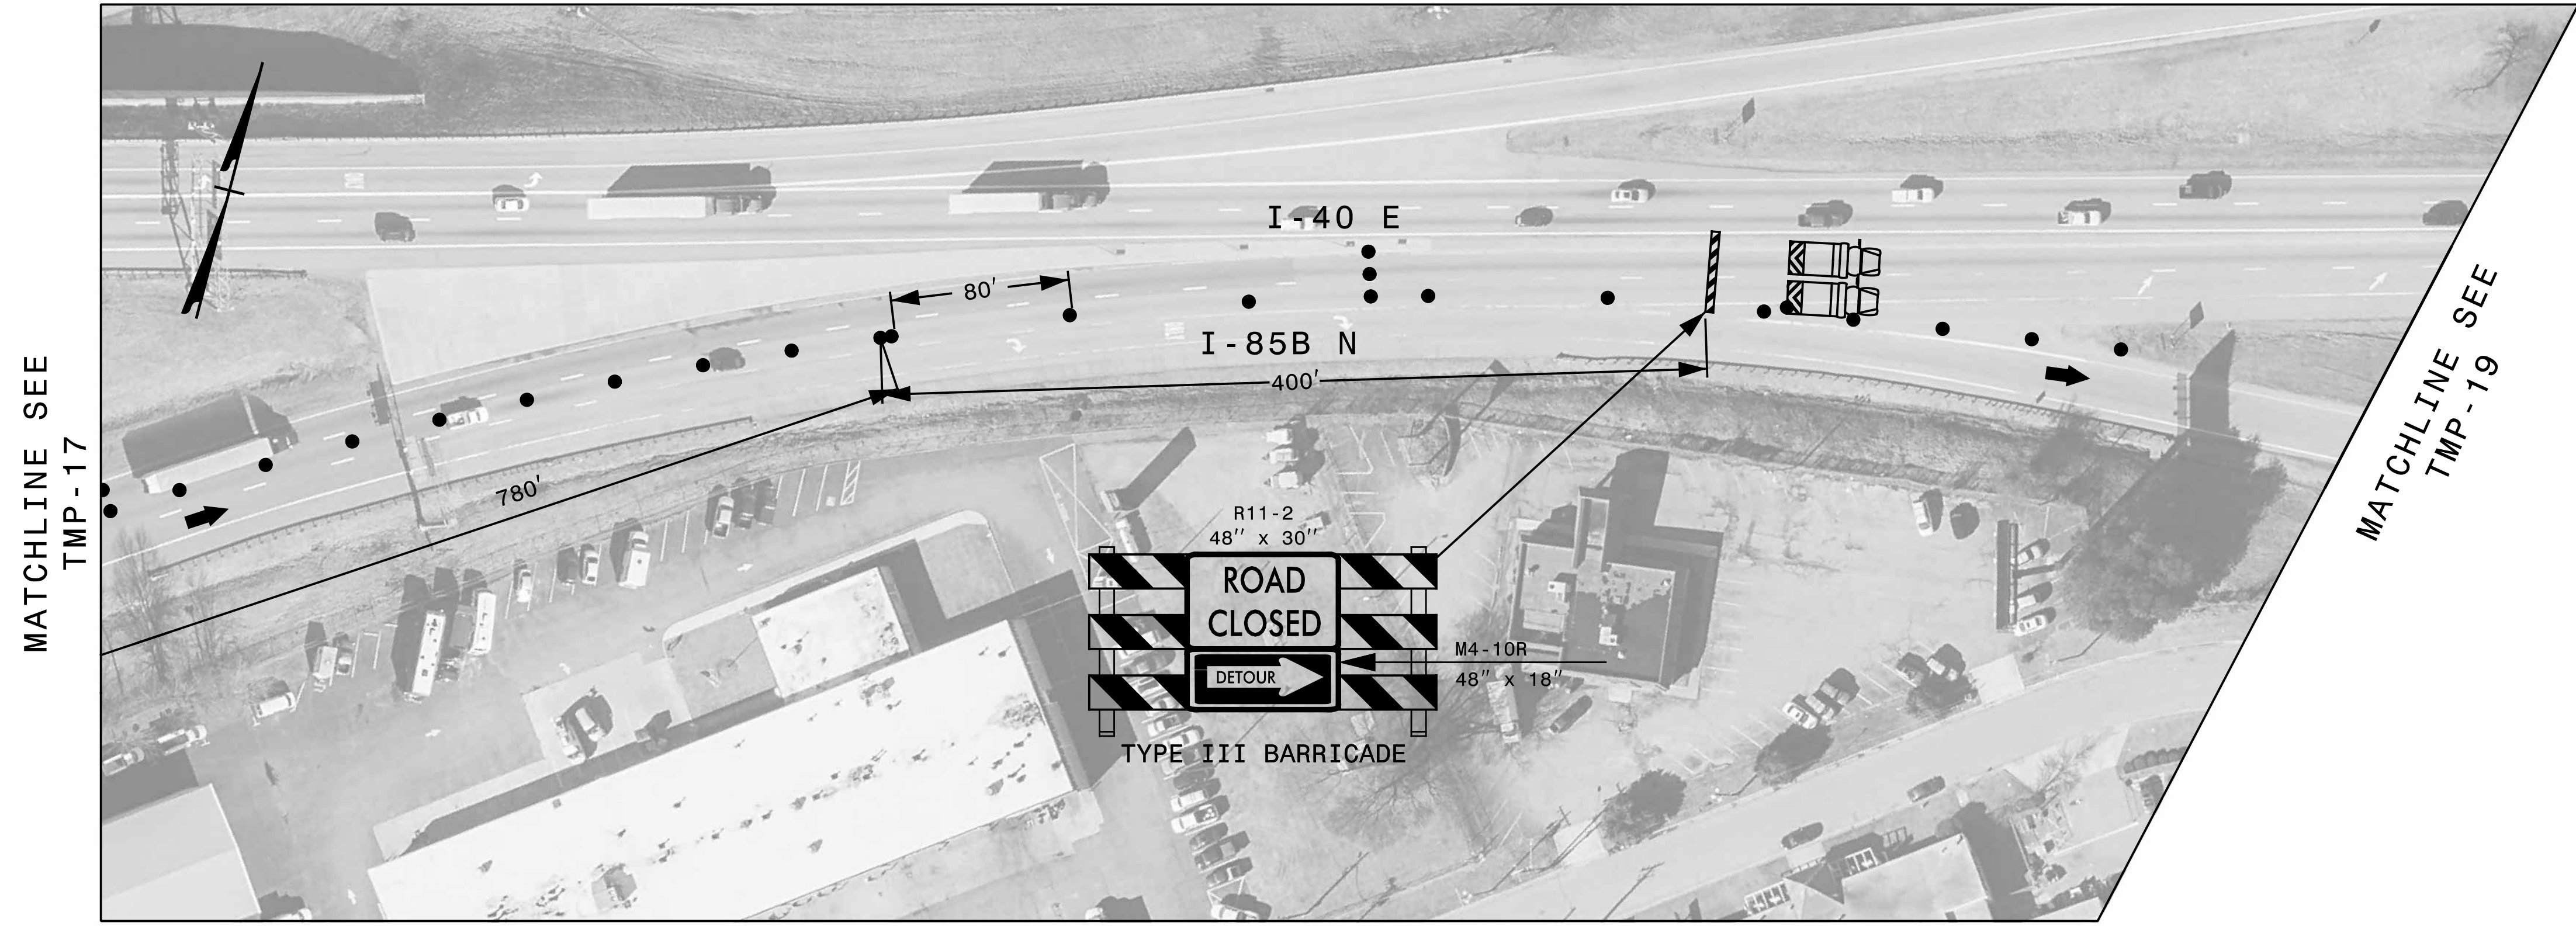 MATCHLINE SEE
TMP-17
I-40 E
80'
I-85B N
400'
780'
MATCHLINE SEE
TMP-19
R11-2
48" x 30"
ROAD
CLOSED
DETOUR
M4-10R
48" x 18"
TYPE III BARRICADE